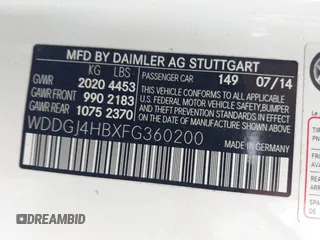 MFD BY DAIMLER AG STUTTGART
KG LBS PASSENGER CAR 149 07/14
GVWR 2020 4453
GAWR FRONT 990 2183
GAWR REAR 1075 2370
THIS VEHICLE CONFORMS TO ALL
APPLICABLE U.S. FEDERAL MOTOR
VEHICLE SAFETY, BUMPER, AND
THEFT PREVENTION STANDARDS
IN EFFECT ON THE DATE OF
MANUFACTURE SHOWN ABOVE
WDDGJ4HBXFG360200
MADE IN GERMANY
DREAMBID